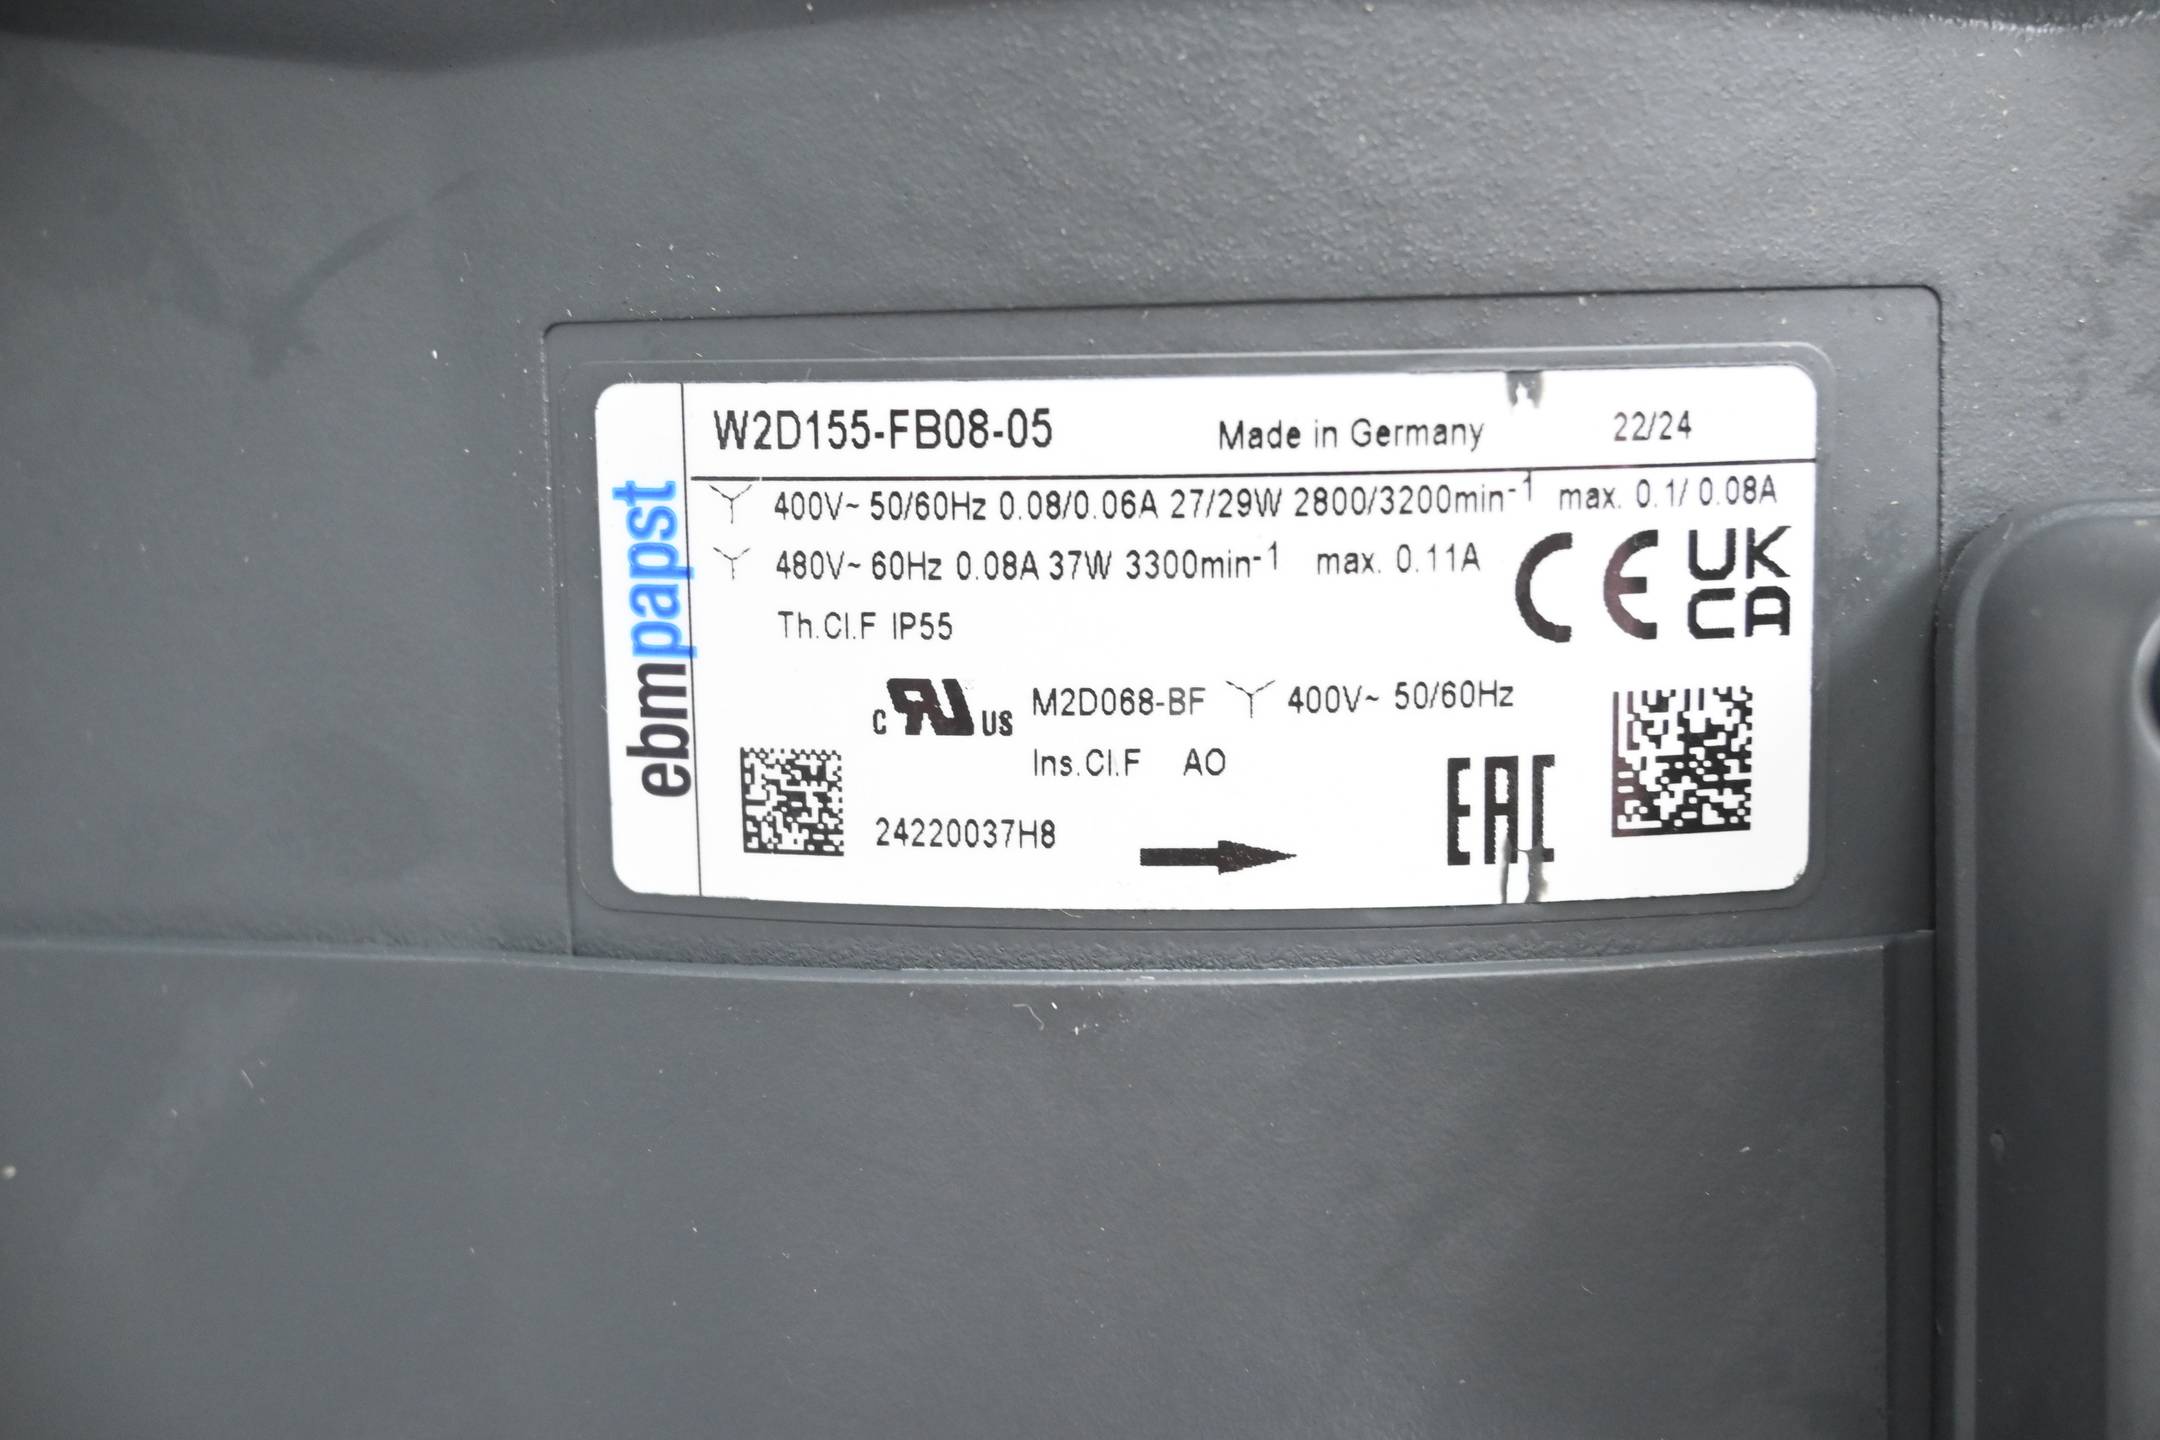 W2D155-FB08-05 Made in Germany 22/24
400V~ 50/60Hz 0.08/0.06A 27/29W 2800/3200min-1 max. 0.1/ 0.08A
480V~ 60Hz 0.08A 37W 3300min-1 max. 0.11A
Th.Cl.F IP55
CE UK CA
ebmpapst
c RU US M2D068-BF 400V~ 50/60Hz
Ins.Cl.F AO
24220037H8
EAC